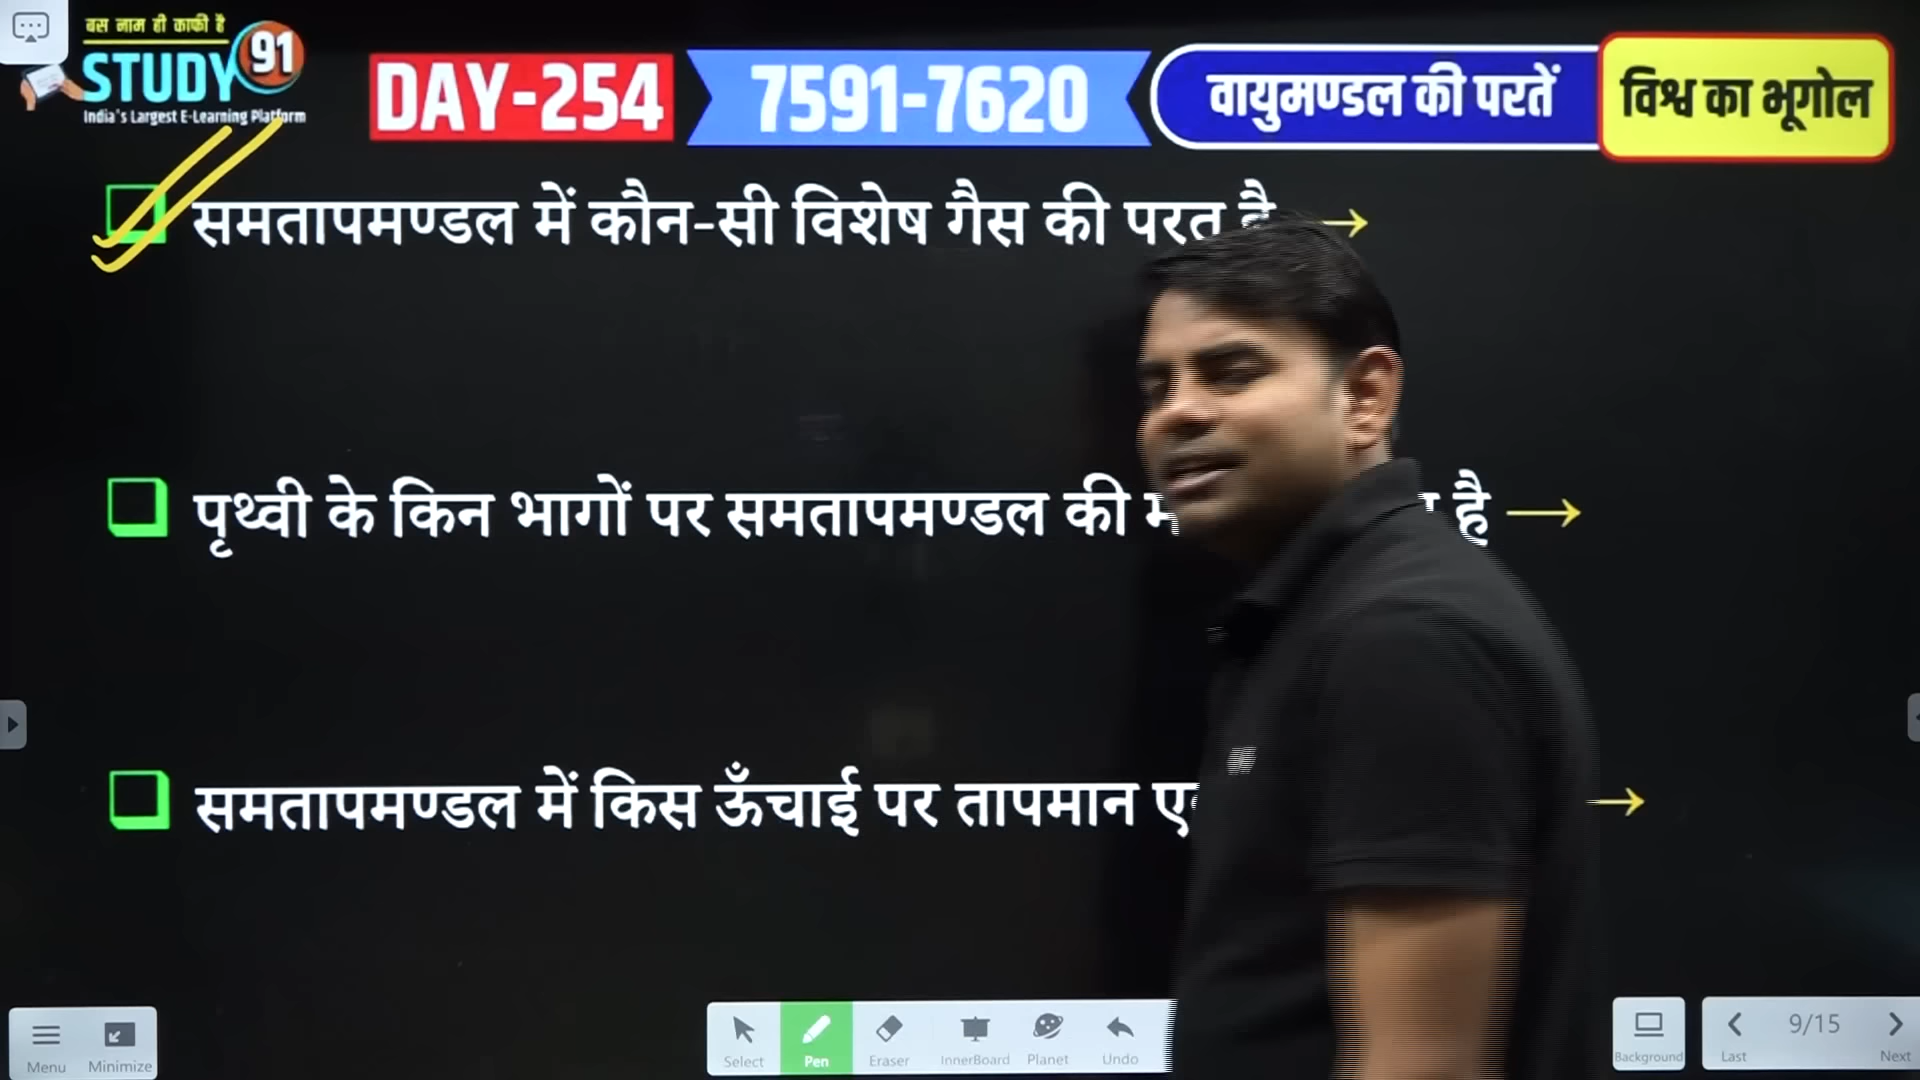 बस नाम ही काफी है
STUDY 91
India's Largest E-Learning Platform
DAY-254
7591-7620
वायुमण्डल की परतें
विश्व का भूगोल
समतापमण्डल में कौन-सी विशेष गैस की परत है →
पृथ्वी के किन भागों पर समतापमण्डल की है →
समतापमण्डल में किस ऊँचाई पर तापमान →
Menu Minimize Select Pen Eraser InnerBoard Planet Undo Background Last 9/15 Next